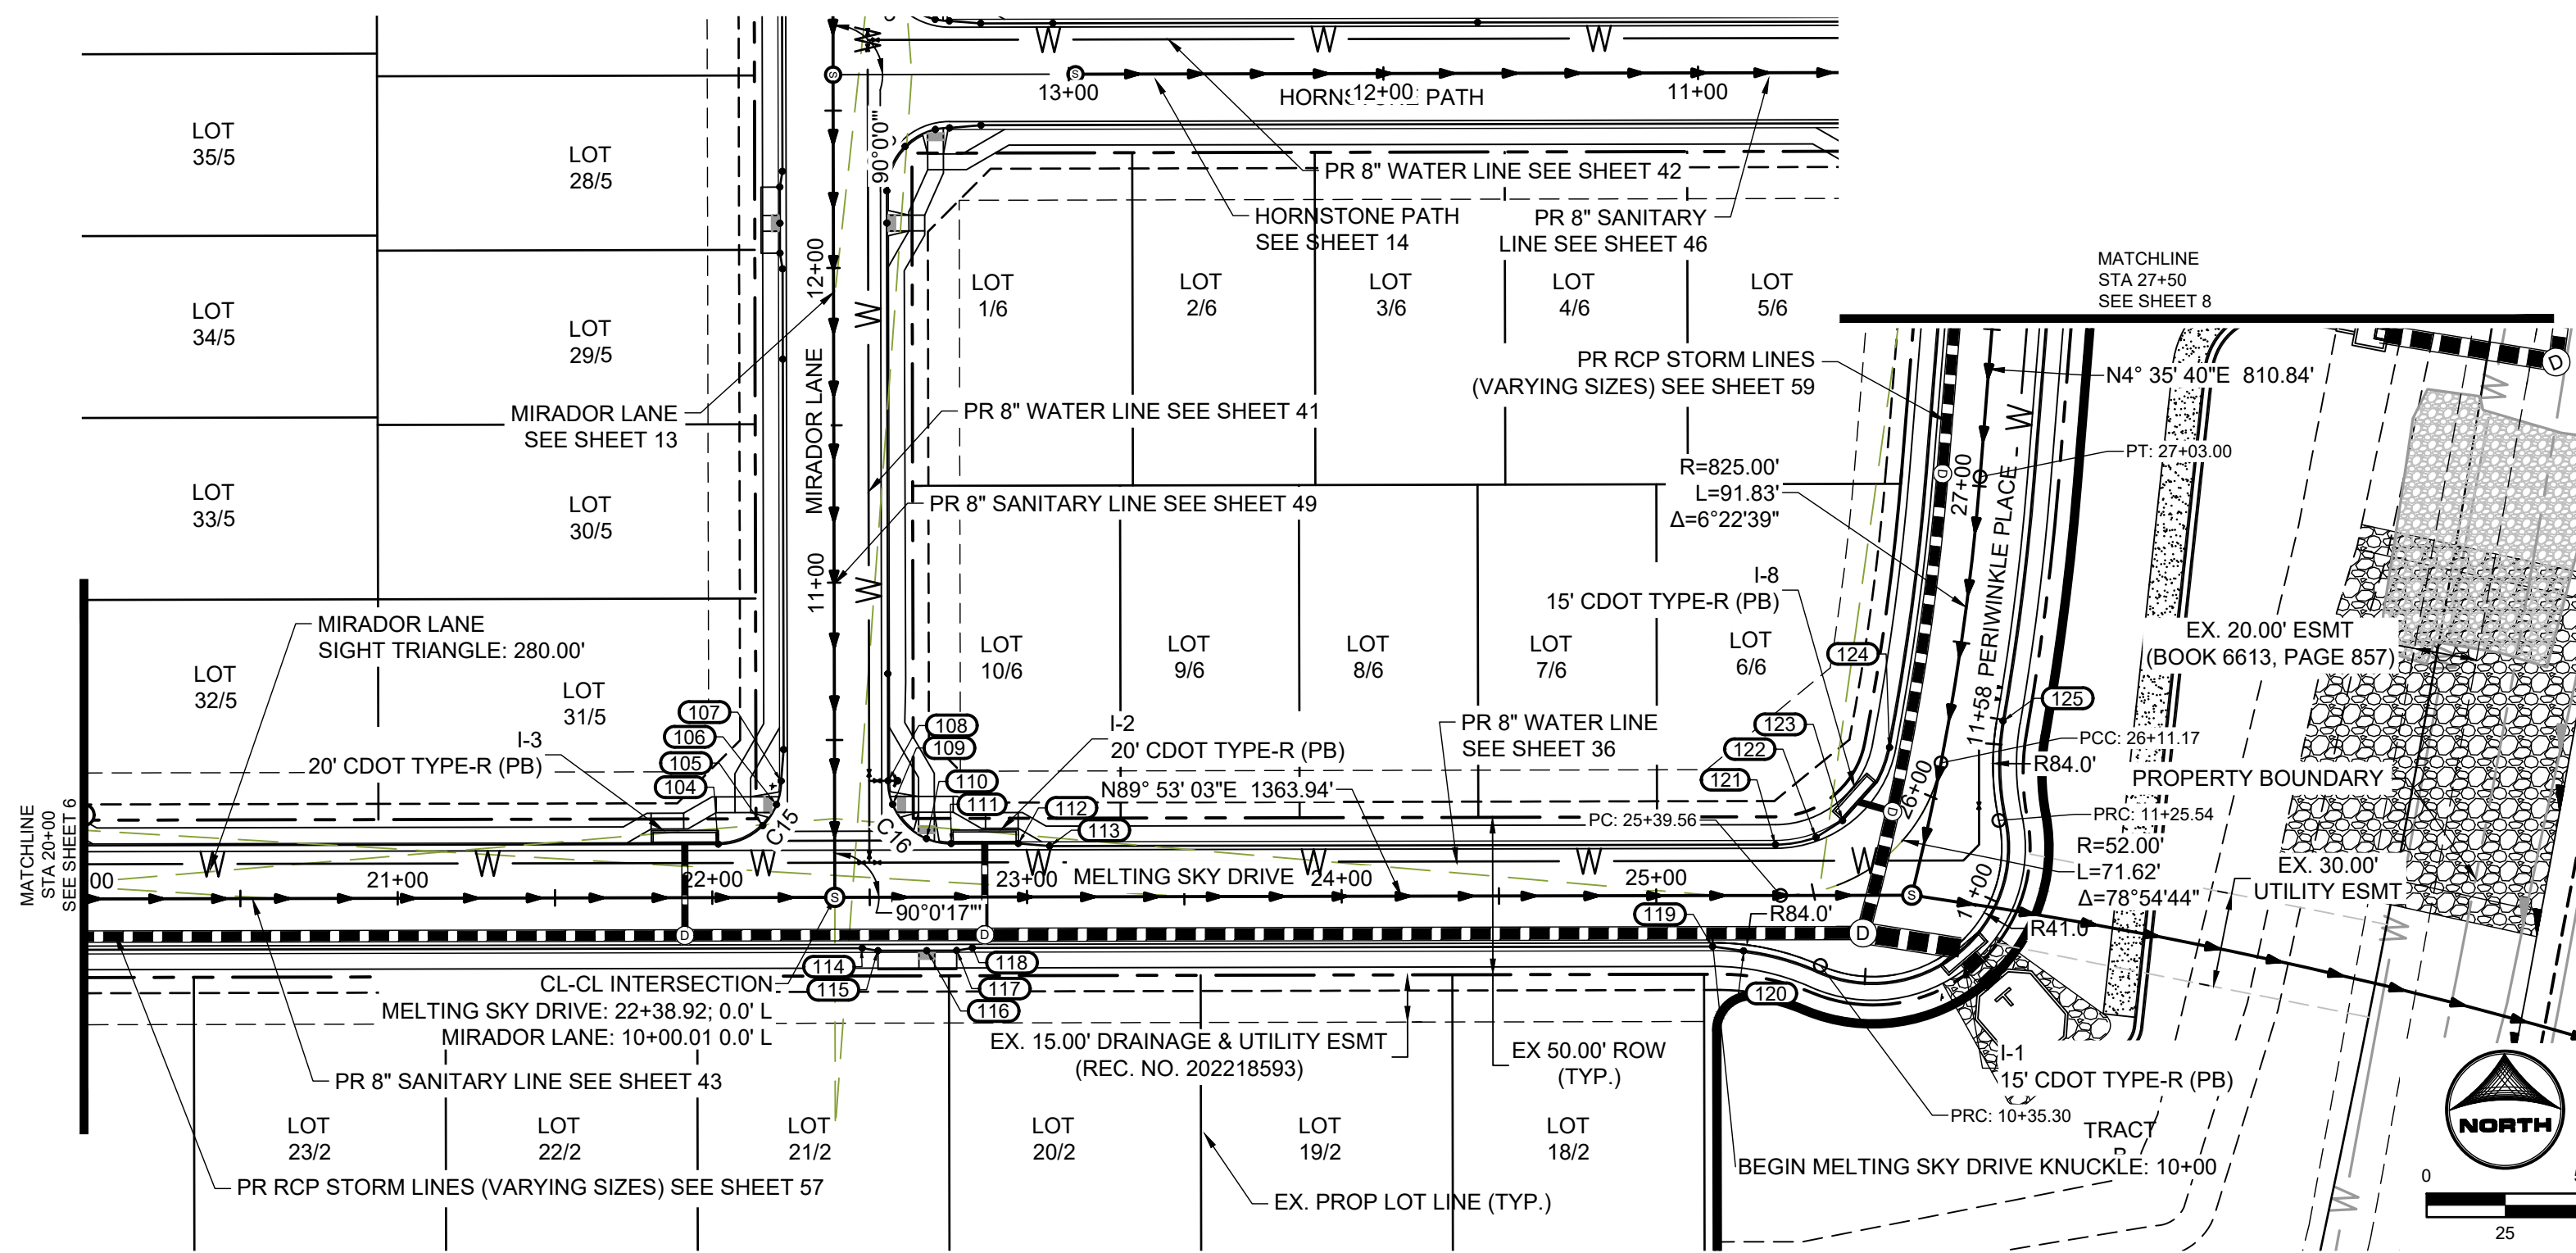 13+00
12+00
11+00
HORNSTONE PATH
90°0'0"
LOT
35/5
LOT
28/5
PR 8" WATER LINE SEE SHEET 42
HORNSTONE PATH
SEE SHEET 14
PR 8" SANITARY
LINE SEE SHEET 46
LOT
34/5
LOT
29/5
12+00
MIRADOR LANE
11+00
LOT
1/6
LOT
2/6
LOT
3/6
LOT
4/6
LOT
5/6
MATCHLINE
STA 27+50
SEE SHEET 8
PR RCP STORM LINES
(VARYING SIZES) SEE SHEET 59
N4° 35' 40"E 810.84'
MIRADOR LANE
SEE SHEET 13
PR 8" WATER LINE SEE SHEET 41
PT: 27+03.00
R=825.00'
L=91.83'
Δ=6°22'39"
27+00
PERIWINKLE PLACE
11+58
26+00
LOT
33/5
LOT
30/5
PR 8" SANITARY LINE SEE SHEET 49
I-8
15' CDOT TYPE-R (PB)
MIRADOR LANE
SIGHT TRIANGLE: 280.00'
LOT
32/5
LOT
31/5
LOT
10/6
LOT
9/6
LOT
8/6
LOT
7/6
LOT
6/6
EX. 20.00' ESMT
(BOOK 6613, PAGE 857)
124
125
107
106
105
104
108
109
110
111
112
113
I-3
20' CDOT TYPE-R (PB)
I-2
20' CDOT TYPE-R (PB)
N89° 53' 03"E 1363.94'
PR 8" WATER LINE
SEE SHEET 36
123
122
121
PCC: 26+11.17
R84.0'
PROPERTY BOUNDARY
PC: 25+39.56
PRC: 11+25.54
R=52.00'
L=71.62'
Δ=78°54'44"
EX. 30.00'
UTILITY ESMT
C15
C16
MATCHLINE
STA 20+00
SEE SHEET 6
00
21+00
22+00
23+00
MELTING SKY DRIVE
24+00
25+00
11+00
90°0'17"
119
R84.0'
R41.0'
114
115
118
117
116
120
CL-CL INTERSECTION
MELTING SKY DRIVE: 22+38.92; 0.0' L
MIRADOR LANE: 10+00.01 0.0' L
EX. 15.00' DRAINAGE & UTILITY ESMT
(REC. NO. 202218593)
EX 50.00' ROW
(TYP.)
I-1
15' CDOT TYPE-R (PB)
PR 8" SANITARY LINE SEE SHEET 43
PRC: 10+35.30
TRACT
LOT
23/2
LOT
22/2
LOT
21/2
LOT
20/2
LOT
19/2
LOT
18/2
BEGIN MELTING SKY DRIVE KNUCKLE: 10+00
PR RCP STORM LINES (VARYING SIZES) SEE SHEET 57
EX. PROP LOT LINE (TYP.)
NORTH
0
25